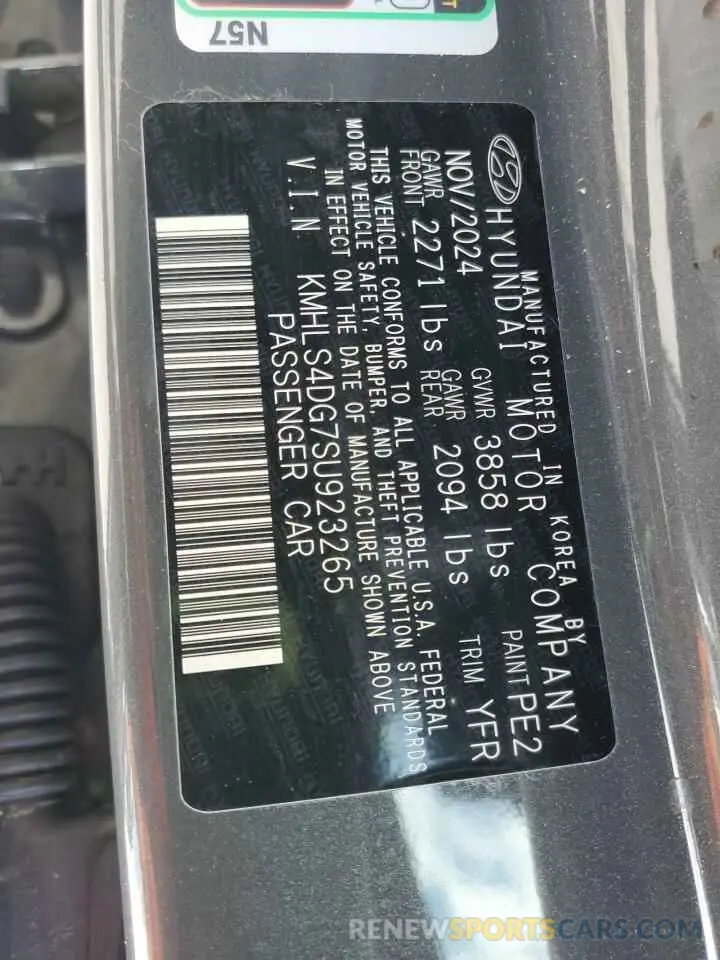 N57
MANUFACTURED IN KOREA BY
HYUNDAI MOTOR COMPANY
NOV/2024 GVWR 3858 lbs PAINT PE2
GAWR FRONT 2271 lbs GAWR REAR 2094 lbs TRIM YFR
THIS VEHICLE CONFORMS TO ALL APPLICABLE U.S.A. FEDERAL
MOTOR VEHICLE SAFETY, BUMPER, AND THEFT PREVENTION STANDARDS
IN EFFECT ON THE DATE OF MANUFACTURE SHOWN ABOVE
V.I.N KMHLS4DG7SU923265
PASSENGER CAR
RENEWSPORTSCARS.COM